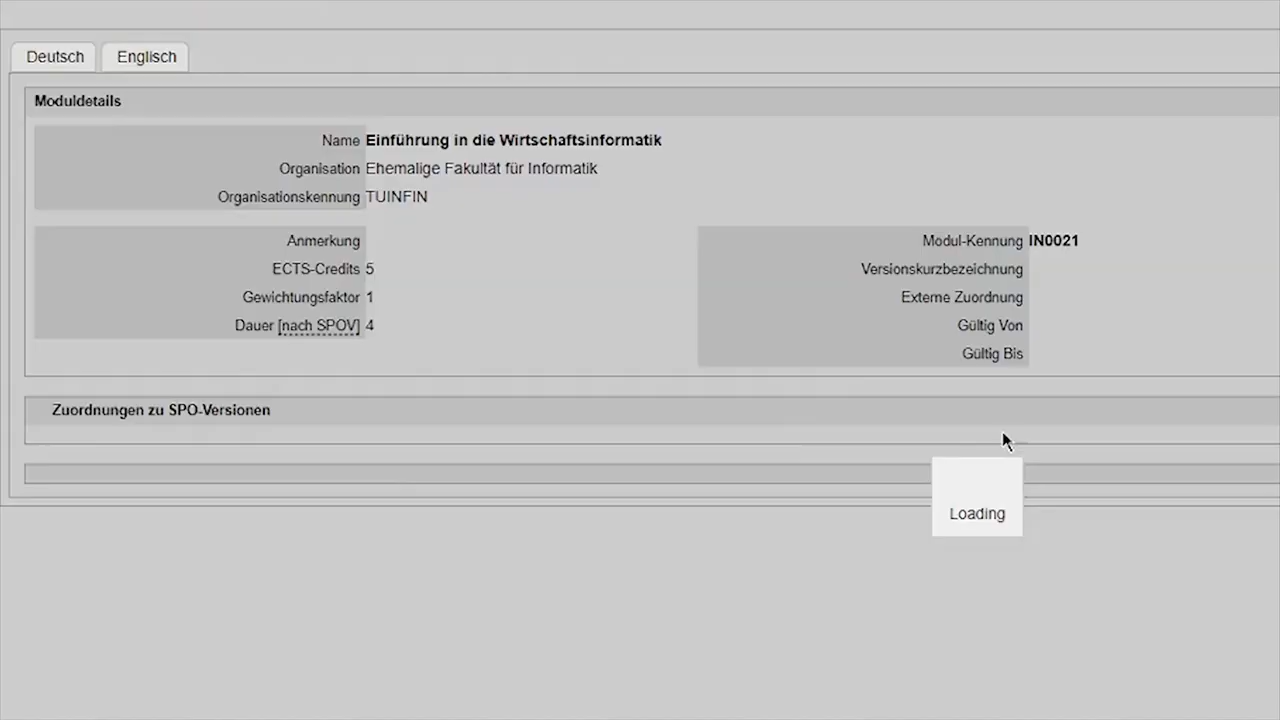 Deutsch Englisch
Moduldetails
Name Einführung in die Wirtschaftsinformatik
Organisation Ehemalige Fakultät für Informatik
Organisationskennung TUINFIN
Anmerkung
ECTS-Credits 5
Gewichtungsfaktor 1
Dauer [nach SPOV] 4
Modul-Kennung IN0021
Versionskurzbezeichnung
Externe Zuordnung
Gültig Von
Gültig Bis
Zuordnungen zu SPO-Versionen
Loading